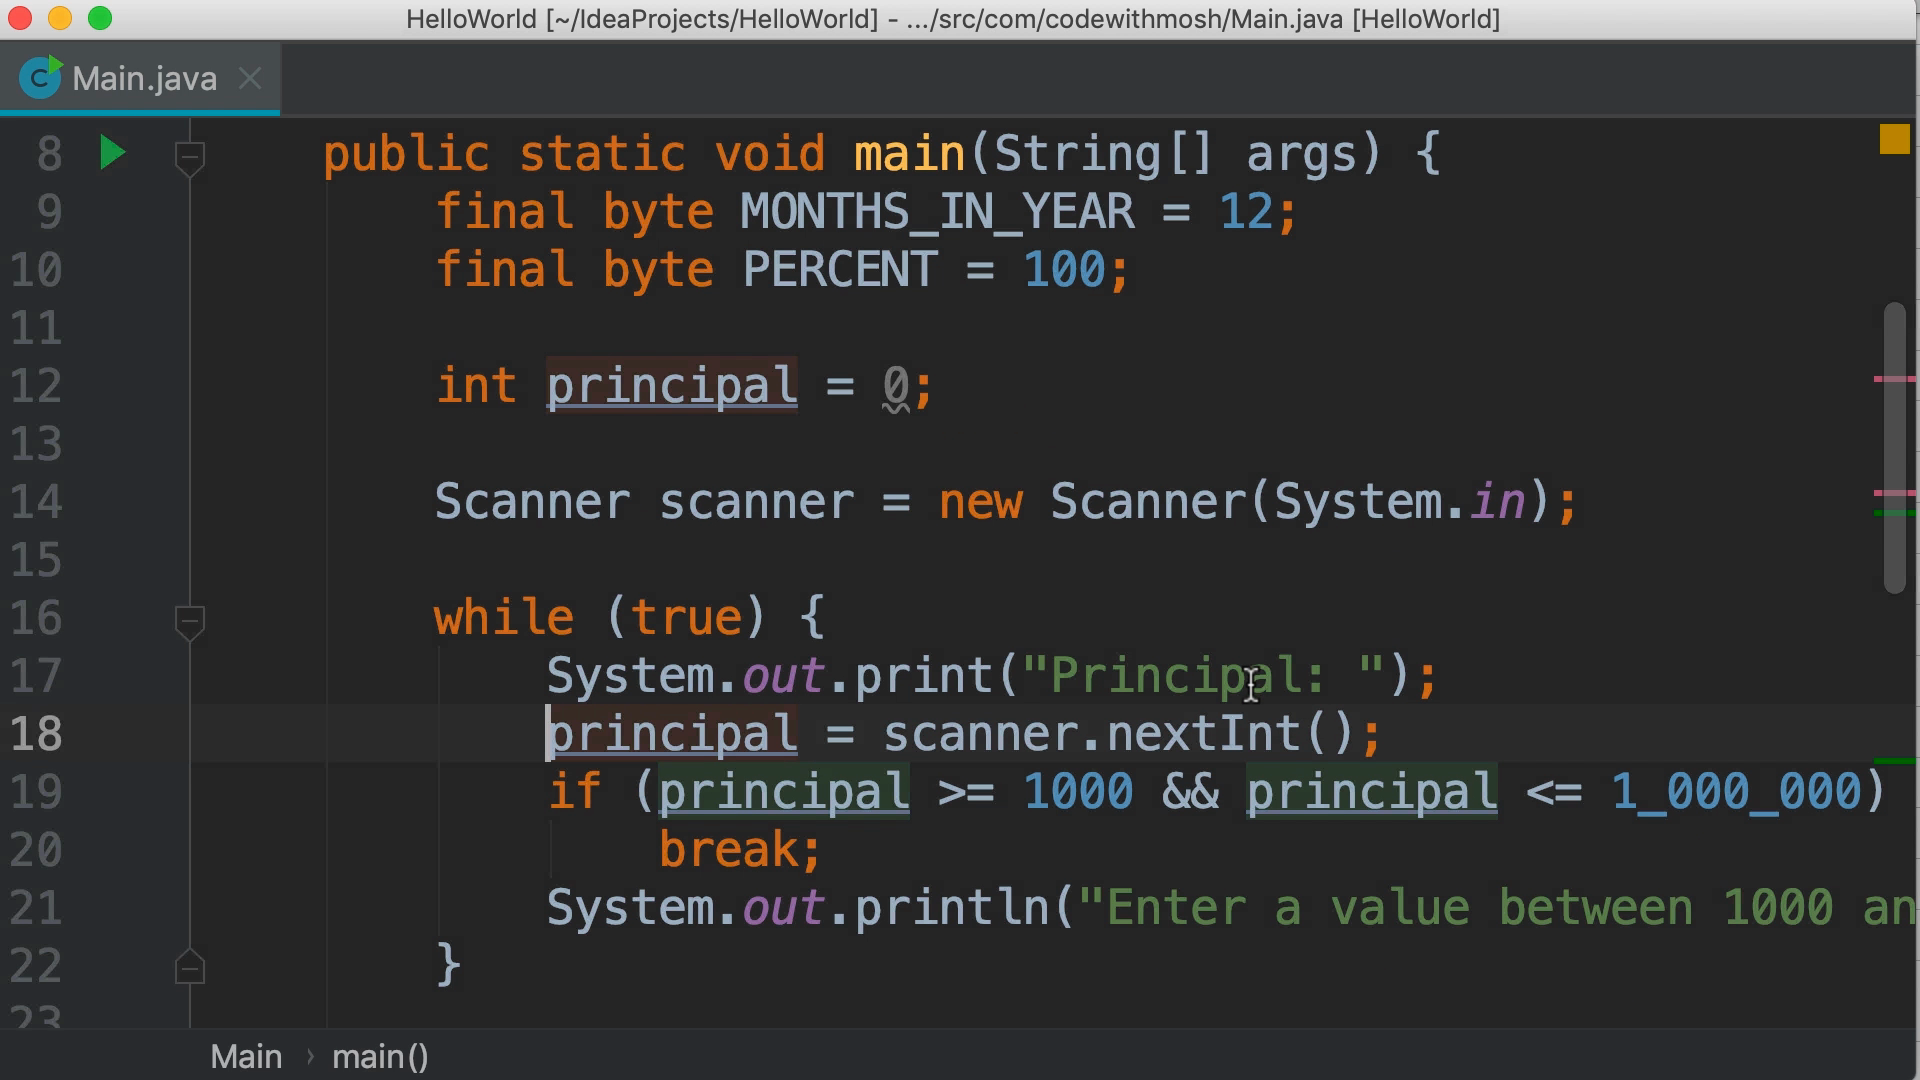 HelloWorld [~/IdeaProjects/HelloWorld] - .../src/com/codewithmosh/Main.java [HelloWorld]
C Main.java
8 public static void main(String[] args) {
9 final byte MONTHS_IN_YEAR = 12;
10 final byte PERCENT = 100;
11
12 int principal = 0;
13
14 Scanner scanner = new Scanner(System.in);
15
16 while (true) {
17 System.out.print("Principal: ");
18 principal = scanner.nextInt();
19 if (principal >= 1000 && principal <= 1_000_000)
20 break;
21 System.out.println("Enter a value between 1000 an
22 }
23
Main › main()